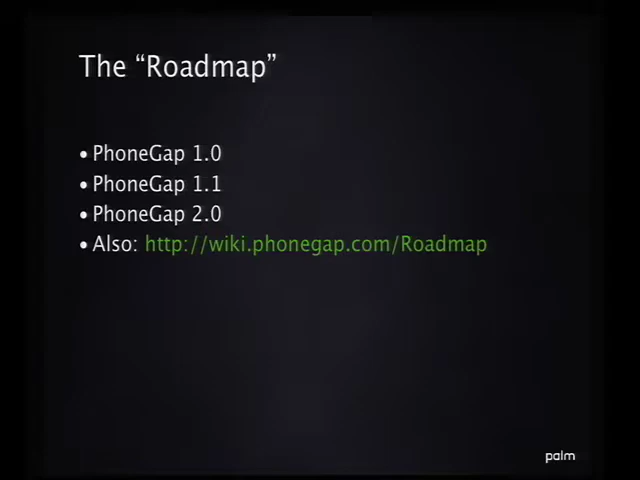 The “Roadmap”
• PhoneGap 1.0
• PhoneGap 1.1
• PhoneGap 2.0
• Also: http://wiki.phonegap.com/Roadmap
palm